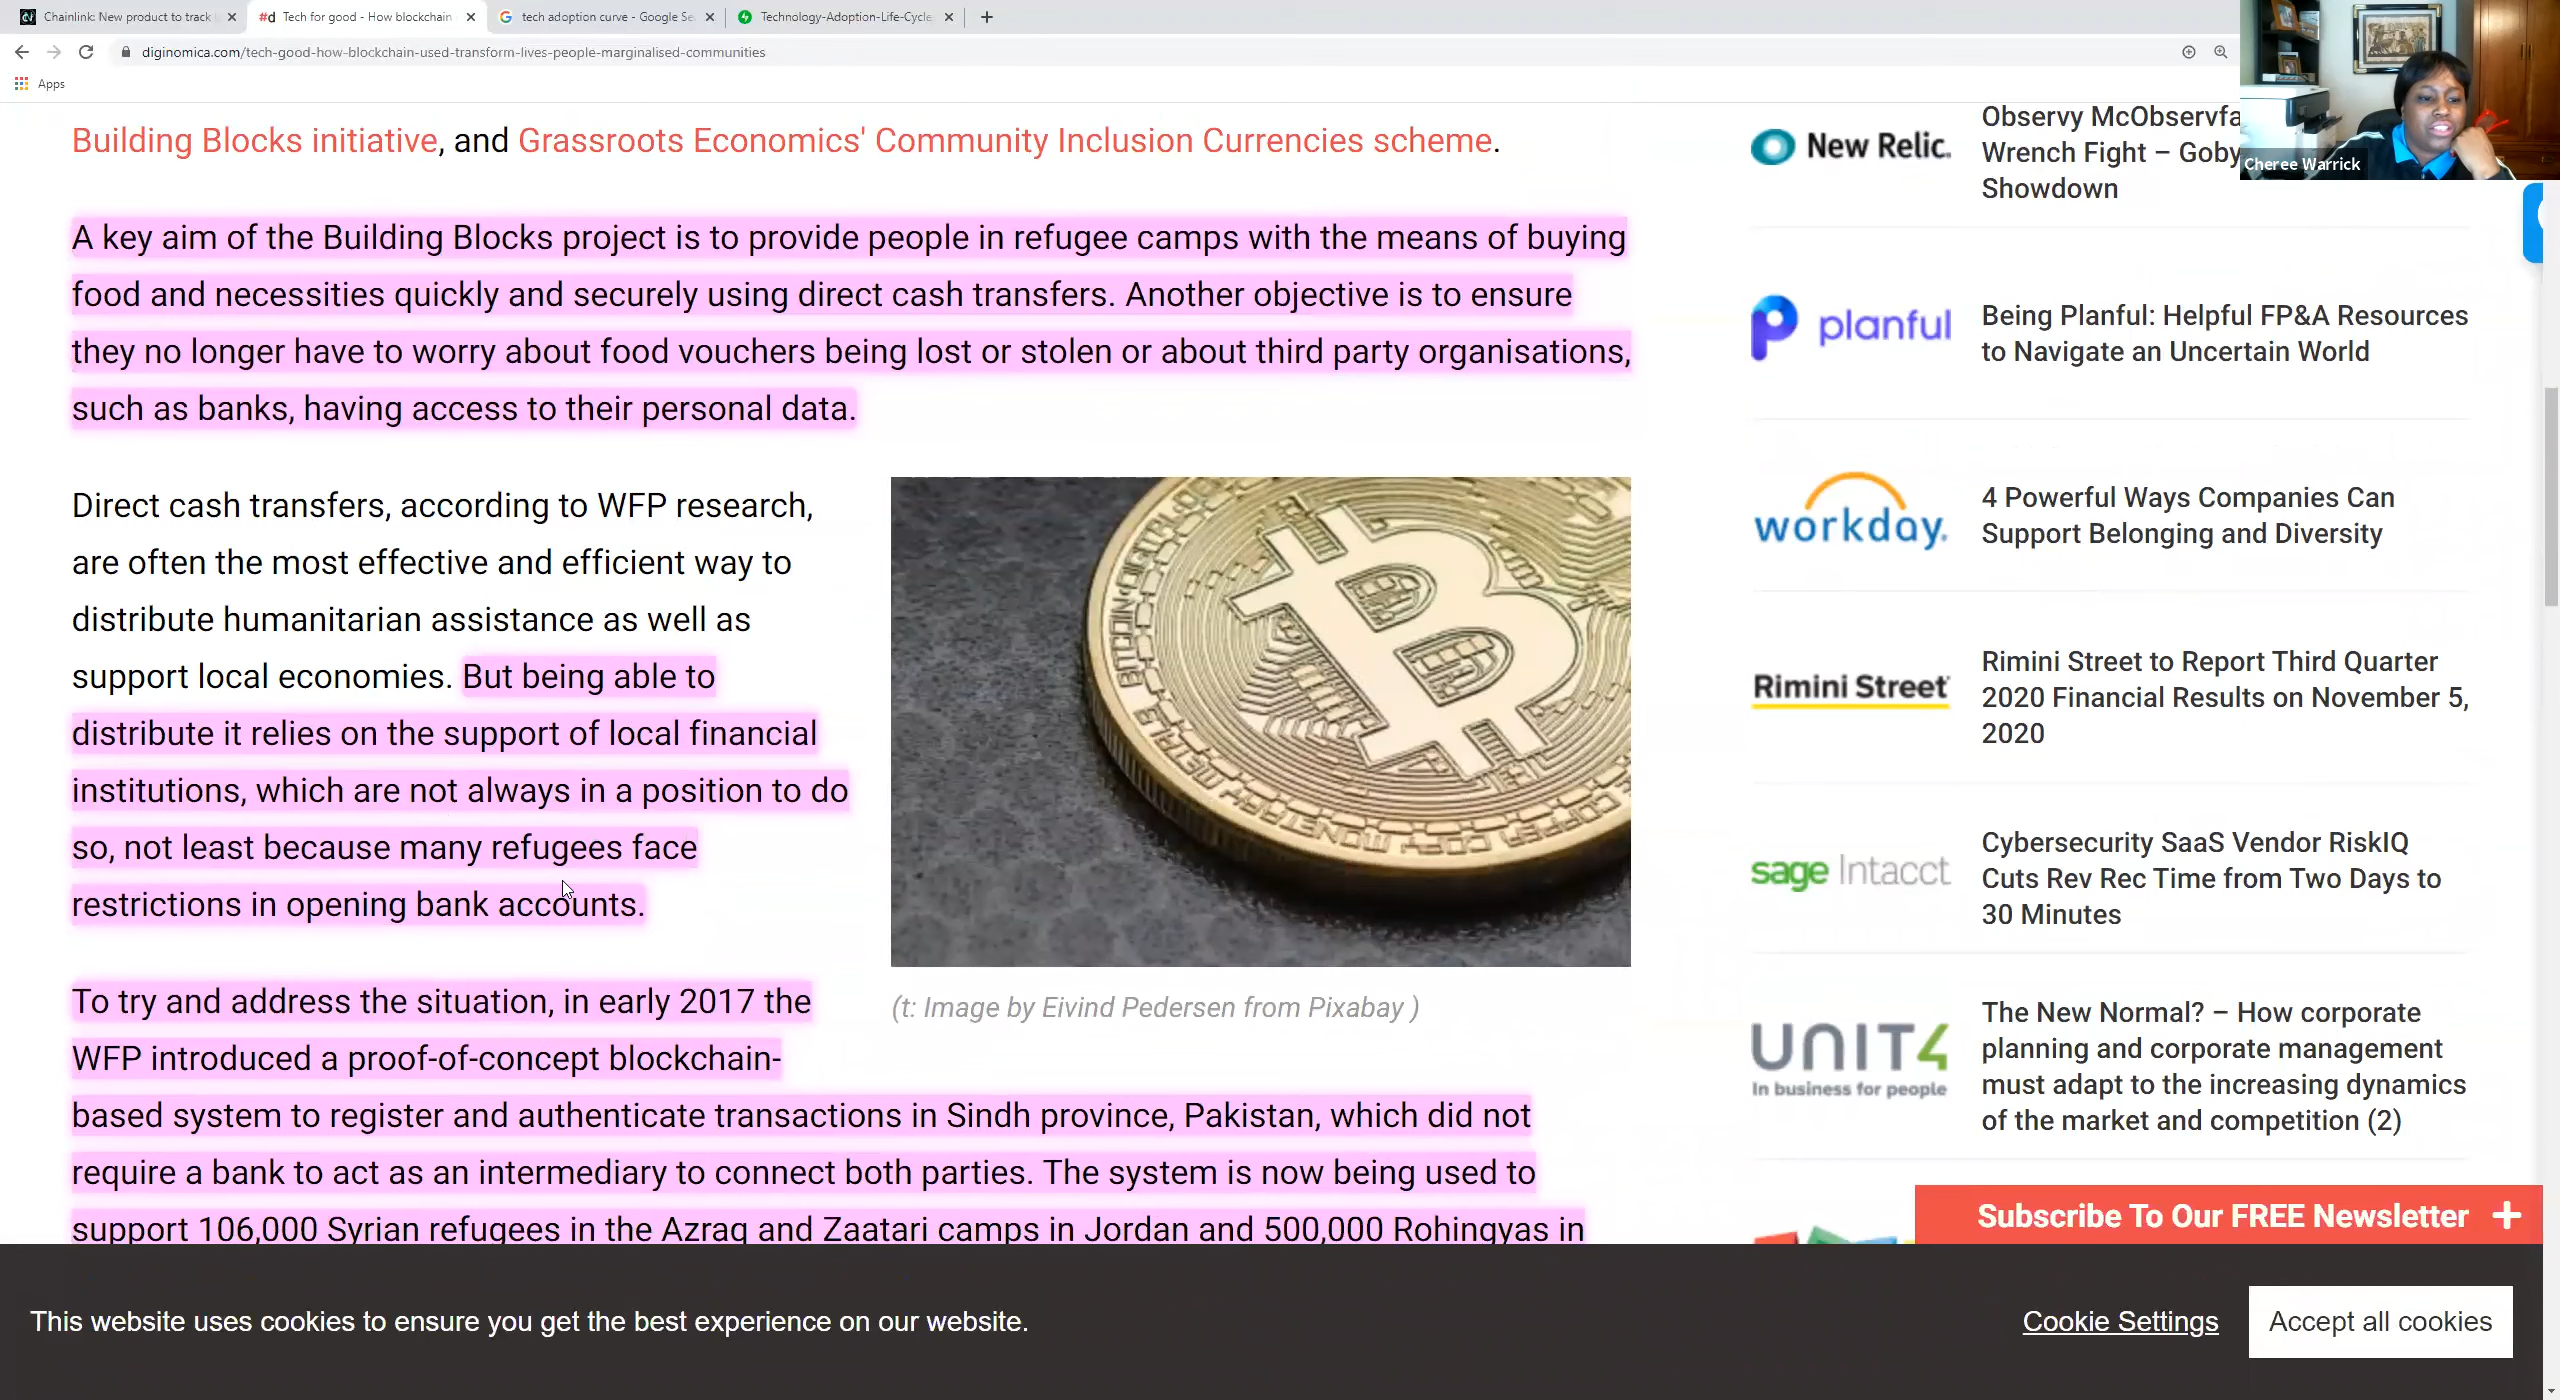 Chainlink: New product to track
#d Tech for good - How blockchain
tech adoption curve - Google Se
Technology-Adoption-Life-Cycle
diginomica.com/tech-good-how-blockchain-used-transform-lives-people-marginalised-communities
Apps
Building Blocks initiative, and Grassroots Economics' Community Inclusion Currencies scheme.
A key aim of the Building Blocks project is to provide people in refugee camps with the means of buying
food and necessities quickly and securely using direct cash transfers. Another objective is to ensure
they no longer have to worry about food vouchers being lost or stolen or about third party organisations,
such as banks, having access to their personal data.
Direct cash transfers, according to WFP research,
are often the most effective and efficient way to
distribute humanitarian assistance as well as
support local economies. But being able to
distribute it relies on the support of local financial
institutions, which are not always in a position to do
so, not least because many refugees face
restrictions in opening bank accounts.
(t: Image by Eivind Pedersen from Pixabay )
To try and address the situation, in early 2017 the
WFP introduced a proof-of-concept blockchain-
based system to register and authenticate transactions in Sindh province, Pakistan, which did not
require a bank to act as an intermediary to connect both parties. The system is now being used to
support 106,000 Syrian refugees in the Azraq and Zaatari camps in Jordan and 500,000 Rohingyas in
New Relic.
Observy McObservfa
Wrench Fight – Goby
Showdown
Cheree Warrick
planful
Being Planful: Helpful FP&A Resources
to Navigate an Uncertain World
workday.
4 Powerful Ways Companies Can
Support Belonging and Diversity
Rimini Street
Rimini Street to Report Third Quarter
2020 Financial Results on November 5,
2020
sage Intacct
Cybersecurity SaaS Vendor RiskIQ
Cuts Rev Rec Time from Two Days to
30 Minutes
UNIT4
In business for people
The New Normal? – How corporate
planning and corporate management
must adapt to the increasing dynamics
of the market and competition (2)
Subscribe To Our FREE Newsletter +
This website uses cookies to ensure you get the best experience on our website.
Cookie Settings
Accept all cookies